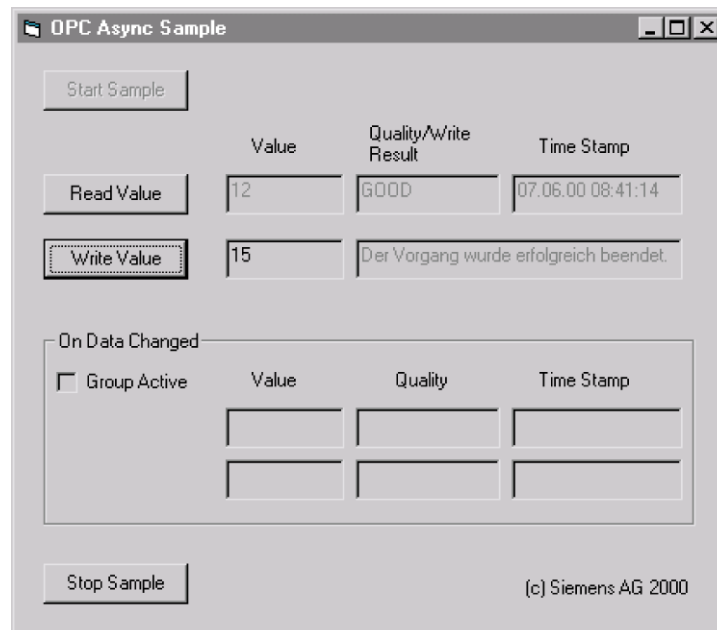 OPC Async Sample
Start Sample
Value
Quality/Write
Result
Time Stamp
Read Value
12
GOOD
07.06.00 08:41:14
Write Value
15
Der Vorgang wurde erfolgreich beendet.
On Data Changed
Group Active
Value
Quality
Time Stamp
Stop Sample
(c) Siemens AG 2000